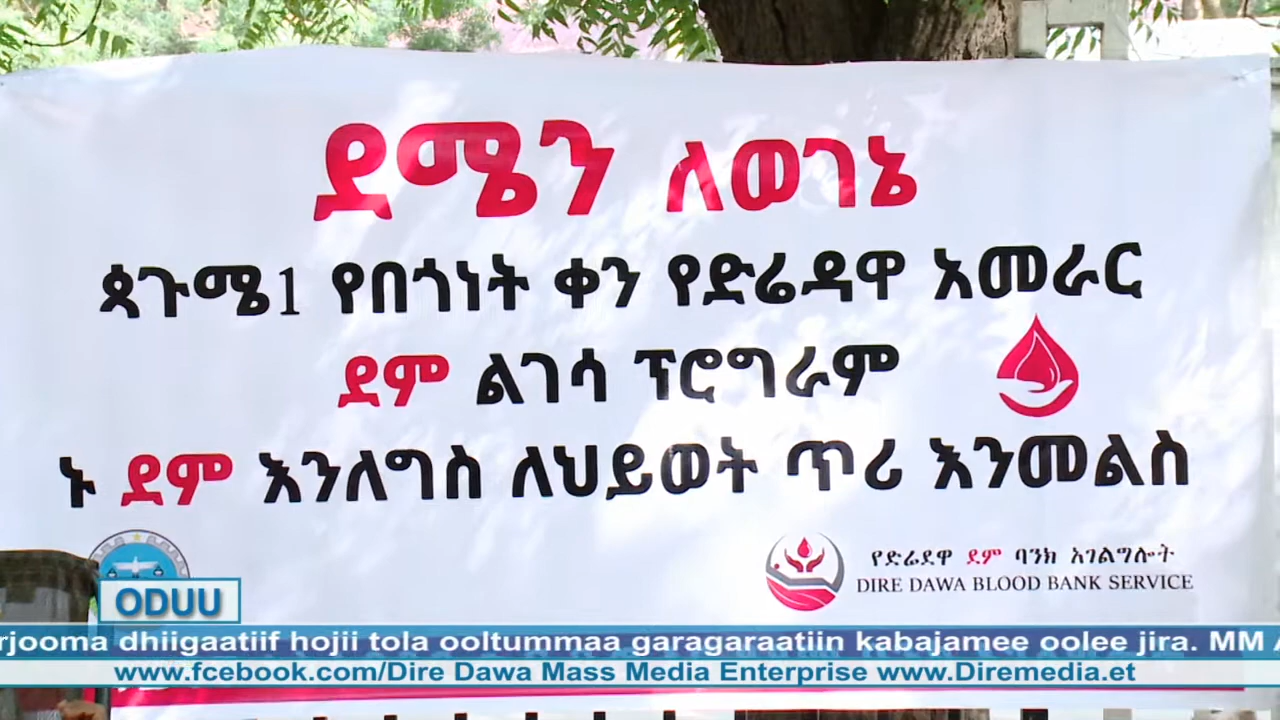 ደሜን ለወገኔ
ጳጉሜ1 የበጎነት ቀን የድሬዳዋ አመራር
ደም ልገሳ ፕሮግራም
ኑ ደም እንለግስ ለህይወት ጥሪ እንመልስ
የድሬደዋ ደም ባንክ አገልግሎት
DIRE DAWA BLOOD BANK SERVICE
ODUU
rjooma dhiigaatiif hojii tola ooltummaa garagaraatiin kabajamee oolee jira. MM
www.fcebook.com/Dire Dawa Mass Media Enterprise www.Diremedia.et